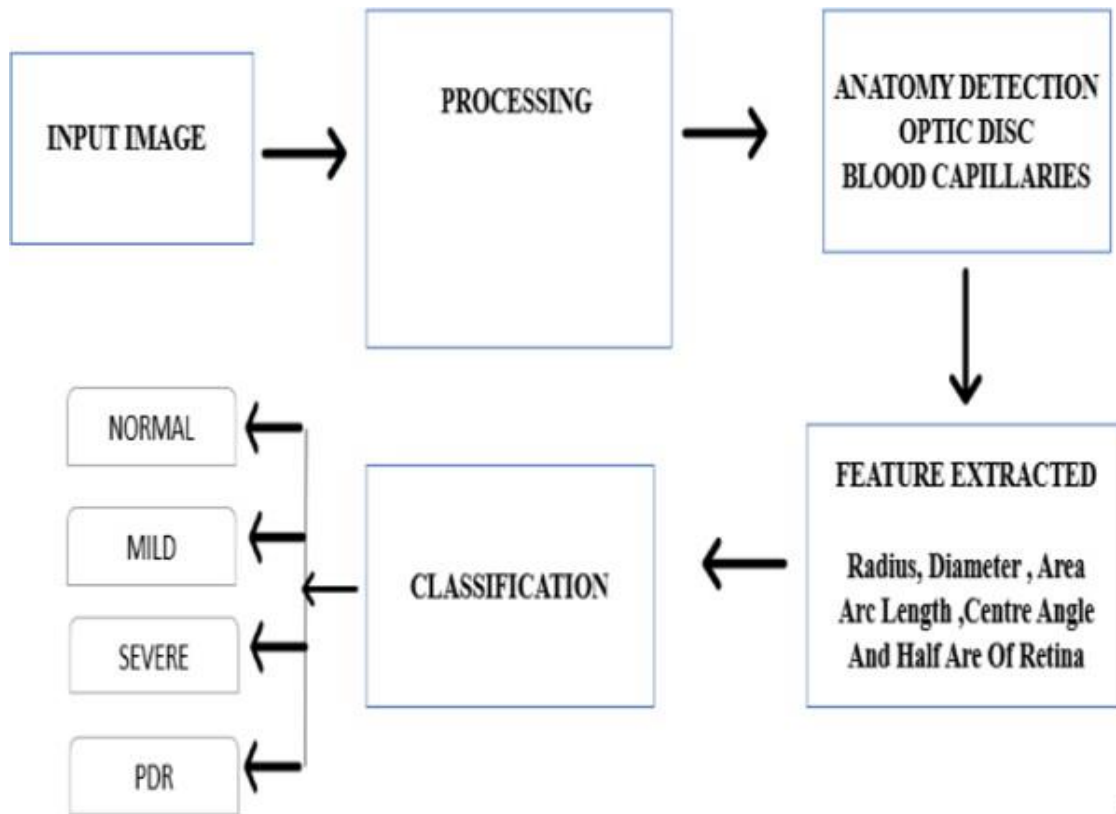 INPUT IMAGE
PROCESSING
ANATOMY DETECTION
OPTIC DISC
BLOOD CAPILLARIES
FEATURE EXTRACTED
Radius, Diameter , Area
Arc Length ,Centre Angle
And Half Are Of Retina
CLASSIFICATION
NORMAL
MILD
SEVERE
PDR